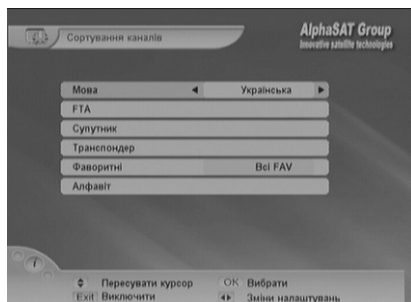 Сортування каналів
AlphaSAT Group
Innovative satellite technologies
Мова Українська
FTA
Супутник
Транспондер
Фаворитні Всі FAV
Алфавіт
Пересувати курсор OK Вибрати
Exit Виключити Зміни налаштувань